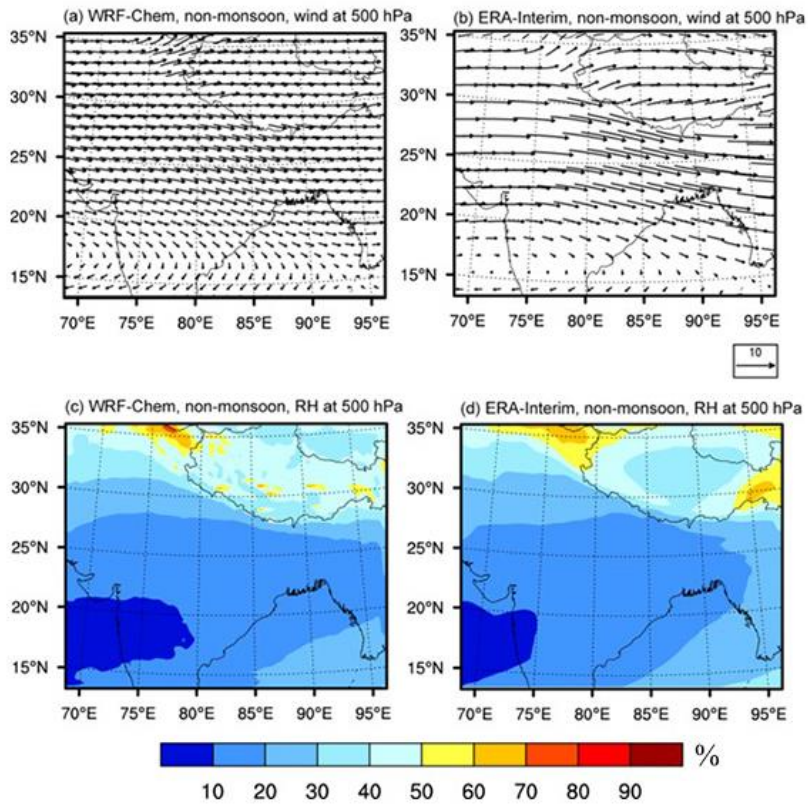 (a) WRF-Chem, non-monsoon, wind at 500 hPa
(b) ERA-Interim, non-monsoon, wind at 500 hPa
35°N
30°N
25°N
20°N
15°N
70°E 75°E 80°E 85°E 90°E 95°E
35°N
30°N
25°N
20°N
15°N
70°E 75°E 80°E 85°E 90°E 95°E
10
(c) WRF-Chem, non-monsoon, RH at 500 hPa
(d) ERA-Interim, non-monsoon, RH at 500 hPa
35°N
30°N
25°N
20°N
15°N
70°E 75°E 80°E 85°E 90°E 95°E
35°N
30°N
25°N
20°N
15°N
70°E 75°E 80°E 85°E 90°E 95°E
%
10 20 30 40 50 60 70 80 90